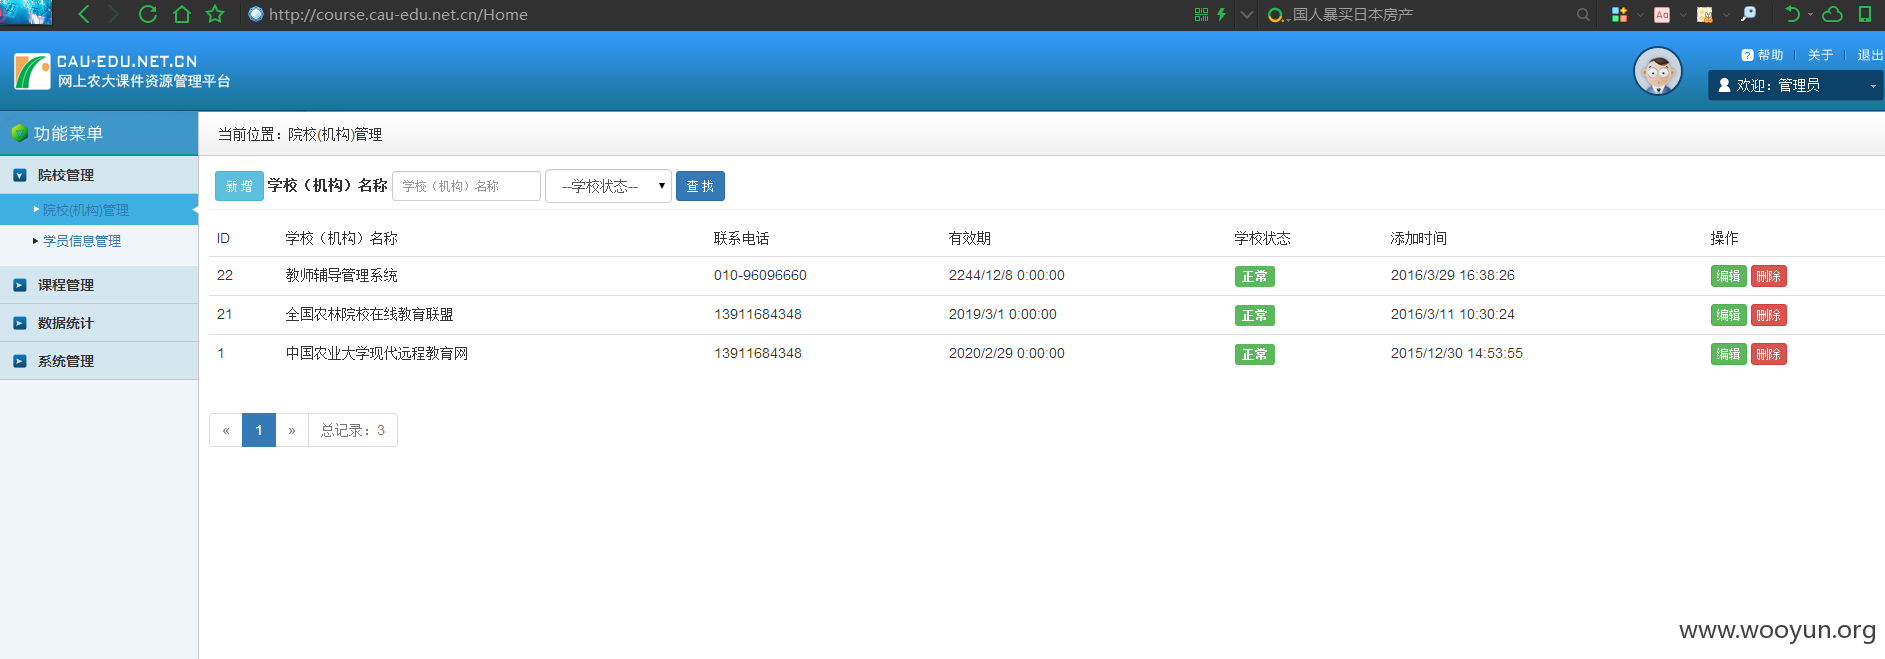 http://course.cau-edu.net.cn/Home
国人暴买日本房产
CAU-EDU.NET.CN
网上农大课件资源管理平台
帮助 关于 退出
欢迎：管理员
功能菜单
当前位置：院校(机构)管理
院校管理
院校(机构)管理
学员信息管理
课程管理
数据统计
系统管理
新 增 学校（机构）名称 学校（机构）名称 --学校状态-- 查 找
ID 学校（机构）名称 联系电话 有效期 学校状态 添加时间 操作
22 教师辅导管理系统 010-96096660 2244/12/8 0:00:00 正常 2016/3/29 16:38:26 编辑 删除
21 全国农林院校在线教育联盟 13911684348 2019/3/1 0:00:00 正常 2016/3/11 10:30:24 编辑 删除
1 中国农业大学现代远程教育网 13911684348 2020/2/29 0:00:00 正常 2015/12/30 14:53:55 编辑 删除
« 1 » 总记录：3
www.wooyun.org